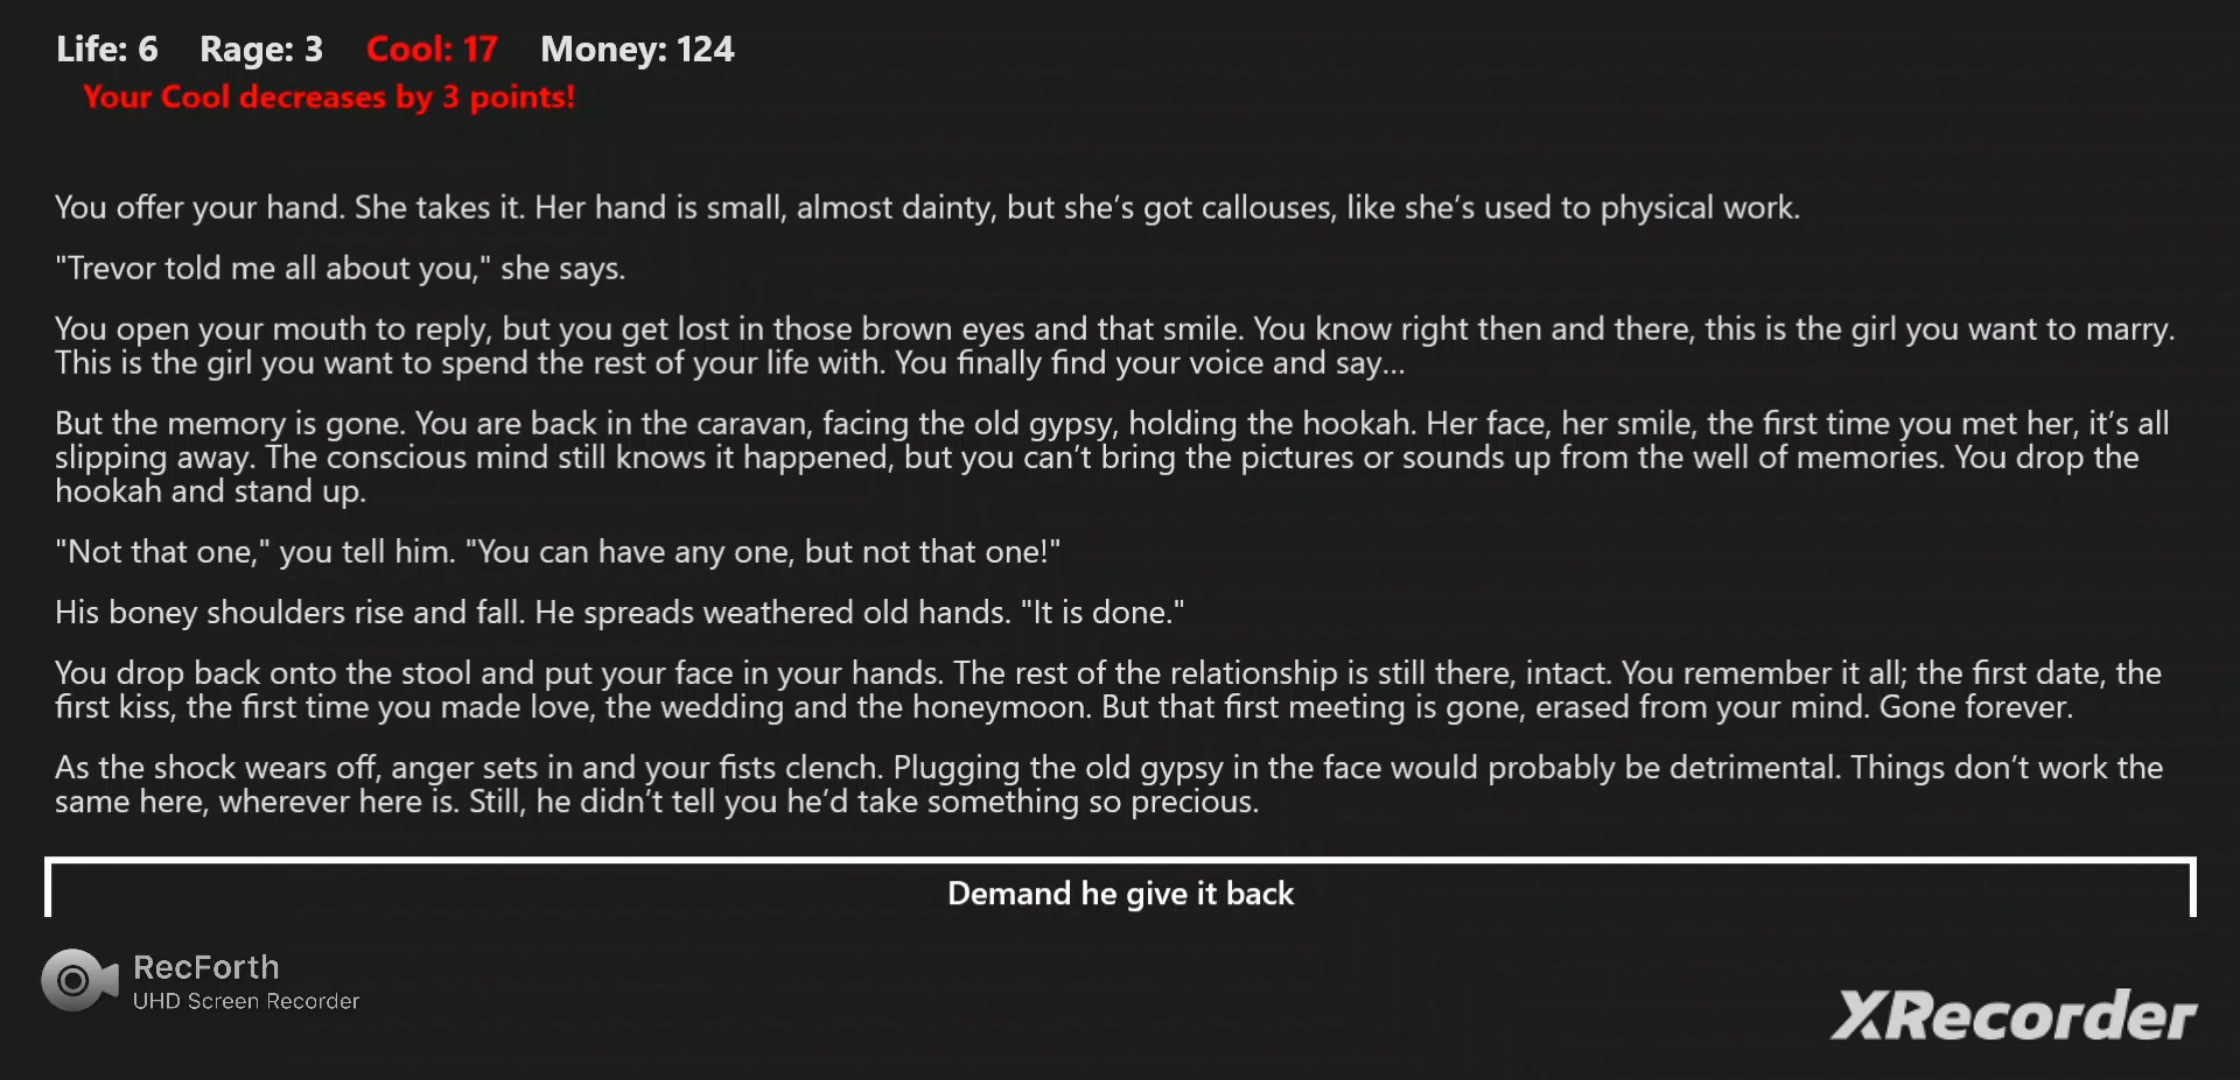 Life: 6 Rage: 3 Cool: 17 Money: 124
Your Cool decreases by 3 points!
You offer your hand. She takes it. Her hand is small, almost dainty, but she’s got callouses, like she’s used to physical work.
"Trevor told me all about you," she says.
You open your mouth to reply, but you get lost in those brown eyes and that smile. You know right then and there, this is the girl you want to marry.
This is the girl you want to spend the rest of your life with. You finally find your voice and say...
But the memory is gone. You are back in the caravan, facing the old gypsy, holding the hookah. Her face, her smile, the first time you met her, it’s all
slipping away. The conscious mind still knows it happened, but you can’t bring the pictures or sounds up from the well of memories. You drop the
hookah and stand up.
"Not that one," you tell him. "You can have any one, but not that one!"
His boney shoulders rise and fall. He spreads weathered old hands. "It is done."
You drop back onto the stool and put your face in your hands. The rest of the relationship is still there, intact. You remember it all; the first date, the
first kiss, the first time you made love, the wedding and the honeymoon. But that first meeting is gone, erased from your mind. Gone forever.
As the shock wears off, anger sets in and your fists clench. Plugging the old gypsy in the face would probably be detrimental. Things don’t work the
same here, wherever here is. Still, he didn’t tell you he’d take something so precious.
Demand he give it back
RecForth
UHD Screen Recorder
XRecorder